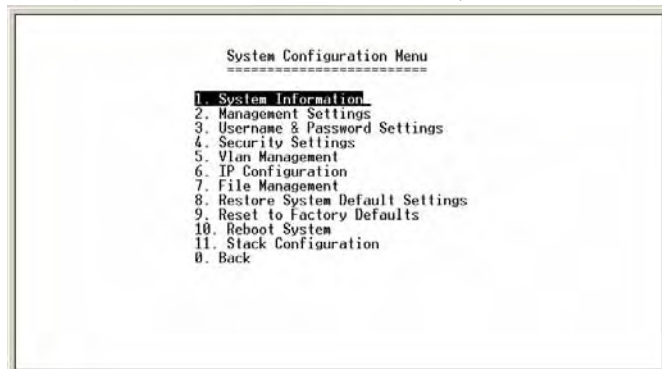 System Configuration Menu
=========================
1. System Information
2. Management Settings
3. Username & Password Settings
4. Security Settings
5. Vlan Management
6. IP Configuration
7. File Management
8. Restore System Default Settings
9. Reset to Factory Defaults
10. Reboot System
11. Stack Configuration
0. Back